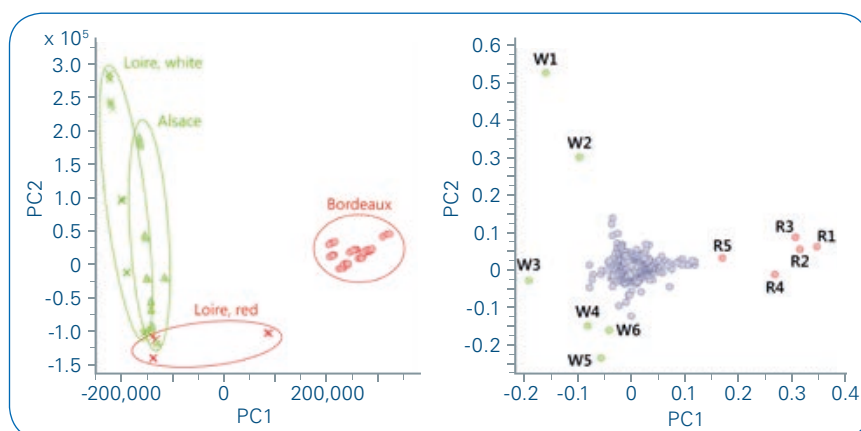 x 10⁵
3.0
2.5
2.0
1.5
1.0
0.5
0
-0.5
-1.0
-1.5
PC2
Loire, white
Alsace
Bordeaux
Loire, red
-200,000 0 200,000
PC1
0.6
0.5
0.4
0.3
0.2
0.1
0
-0.1
-0.2
PC2
W1
W2
W3
W4
W6
W5
R5
R3
R1
R2
R4
-0.2 -0.1 0 0.1 0.2 0.3 0.4
PC1